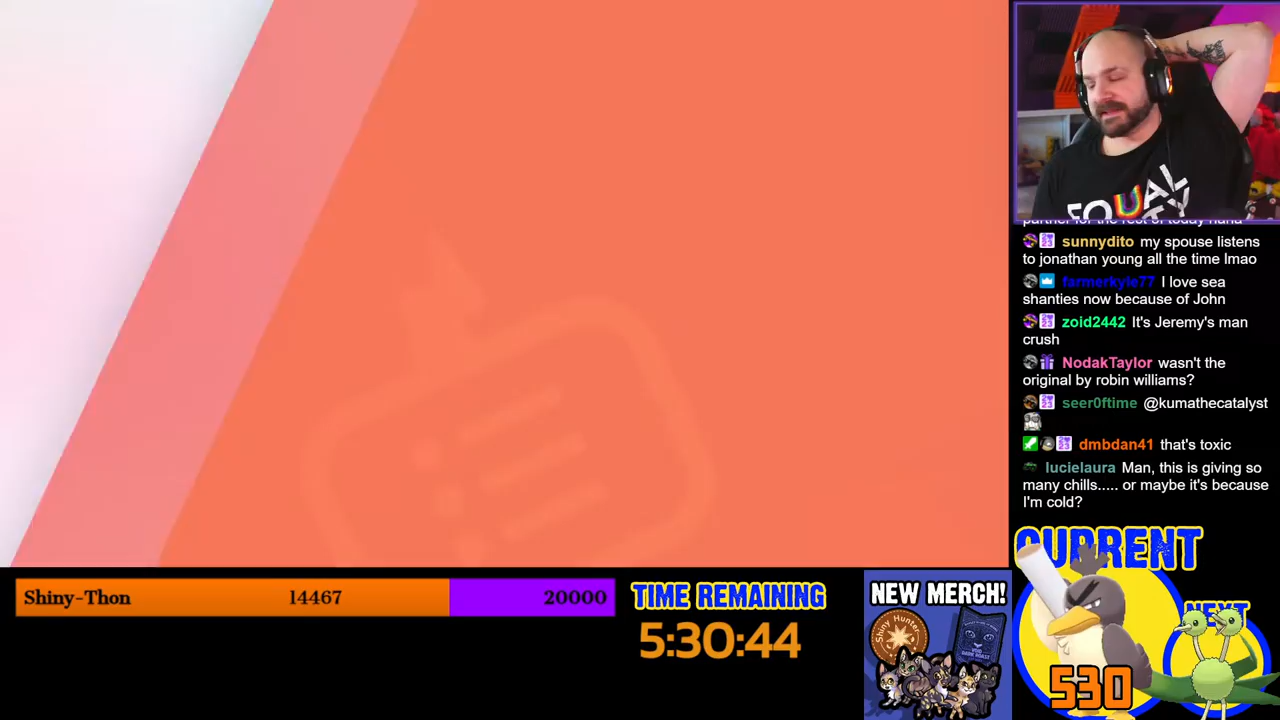 EQUAL
sunnydito my spouse listens
to jonathan young all the time lmao
farmerkyle77 I love sea
shanties now because of John
zoid2442 It's Jeremy's man
crush
NodakTaylor wasn't the
original by robin williams?
seer0ftime @kumathecatalyst
dmbdan41 that's toxic
lucielaura Man, this is giving so
many chills..... or maybe it's because
I'm cold?
CURRENT
NEXT
530
Shiny-Thon 14467 20000
TIME REMAINING
5:30:44
NEW MERCH!
Shiny Hunter